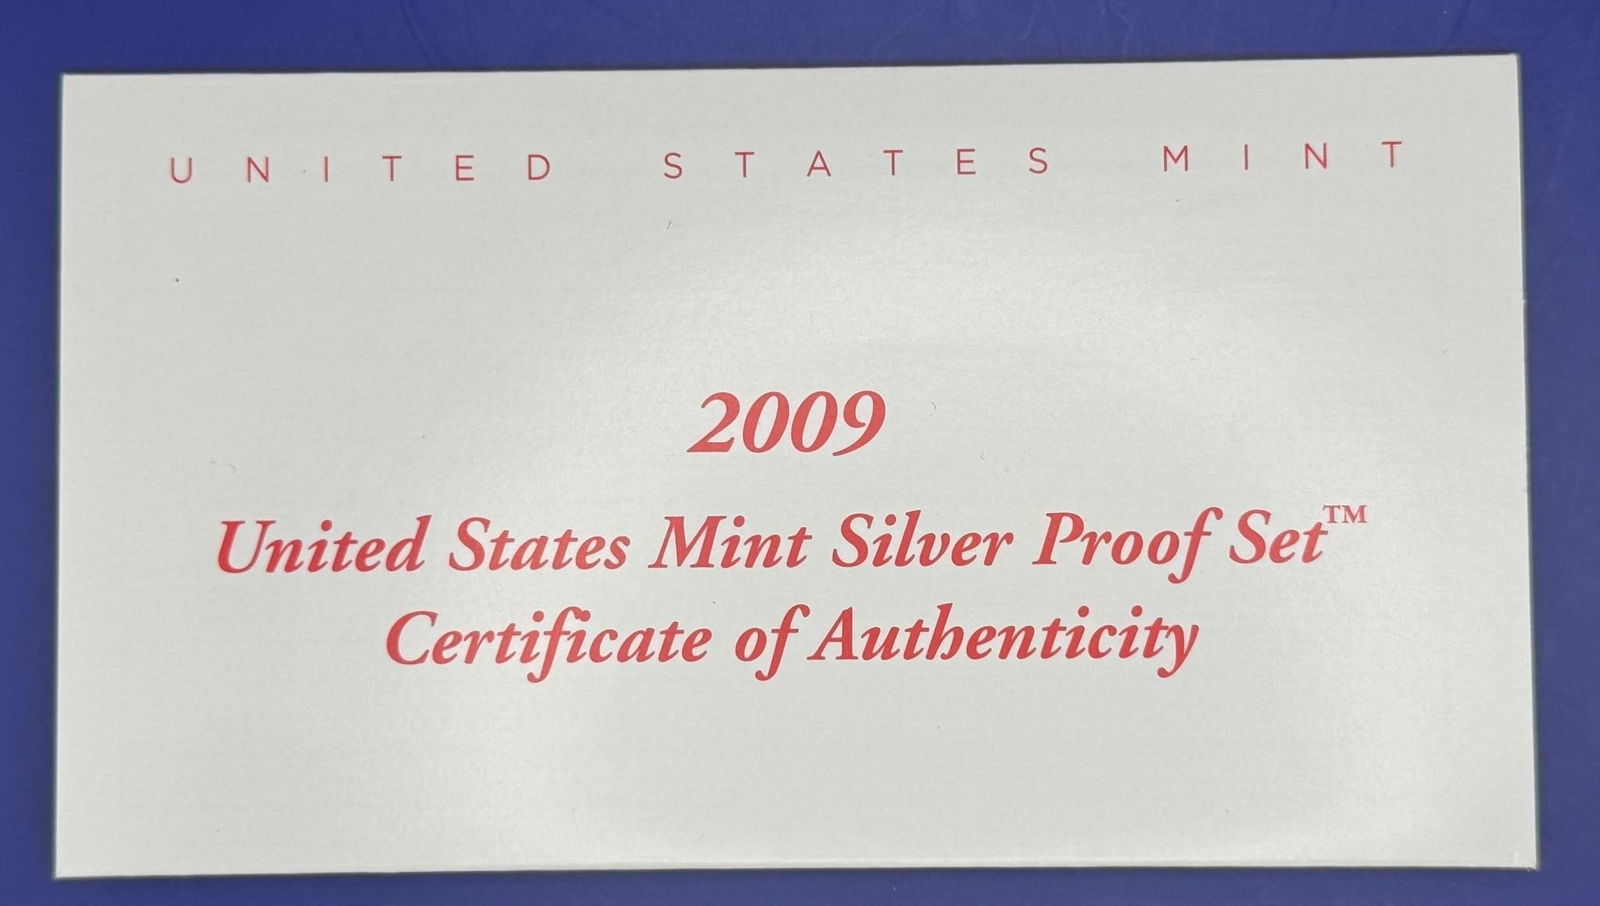 UNITED STATES MINT
2009
United States Mint Silver Proof Set™
Certificate of Authenticity